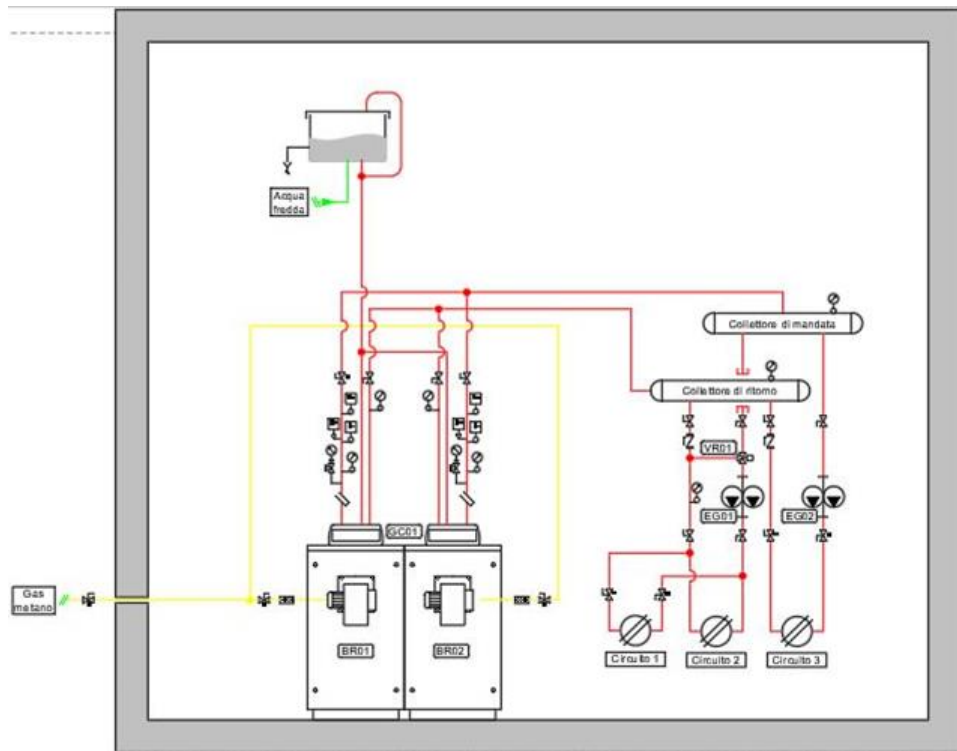 Acqua
fredda
Collettore di mandata
Collettore di ritorno
VR01
EG01
EG02
GC01
Gas
metano
BR01
BR02
Circuito 1
Circuito 2
Circuito 3